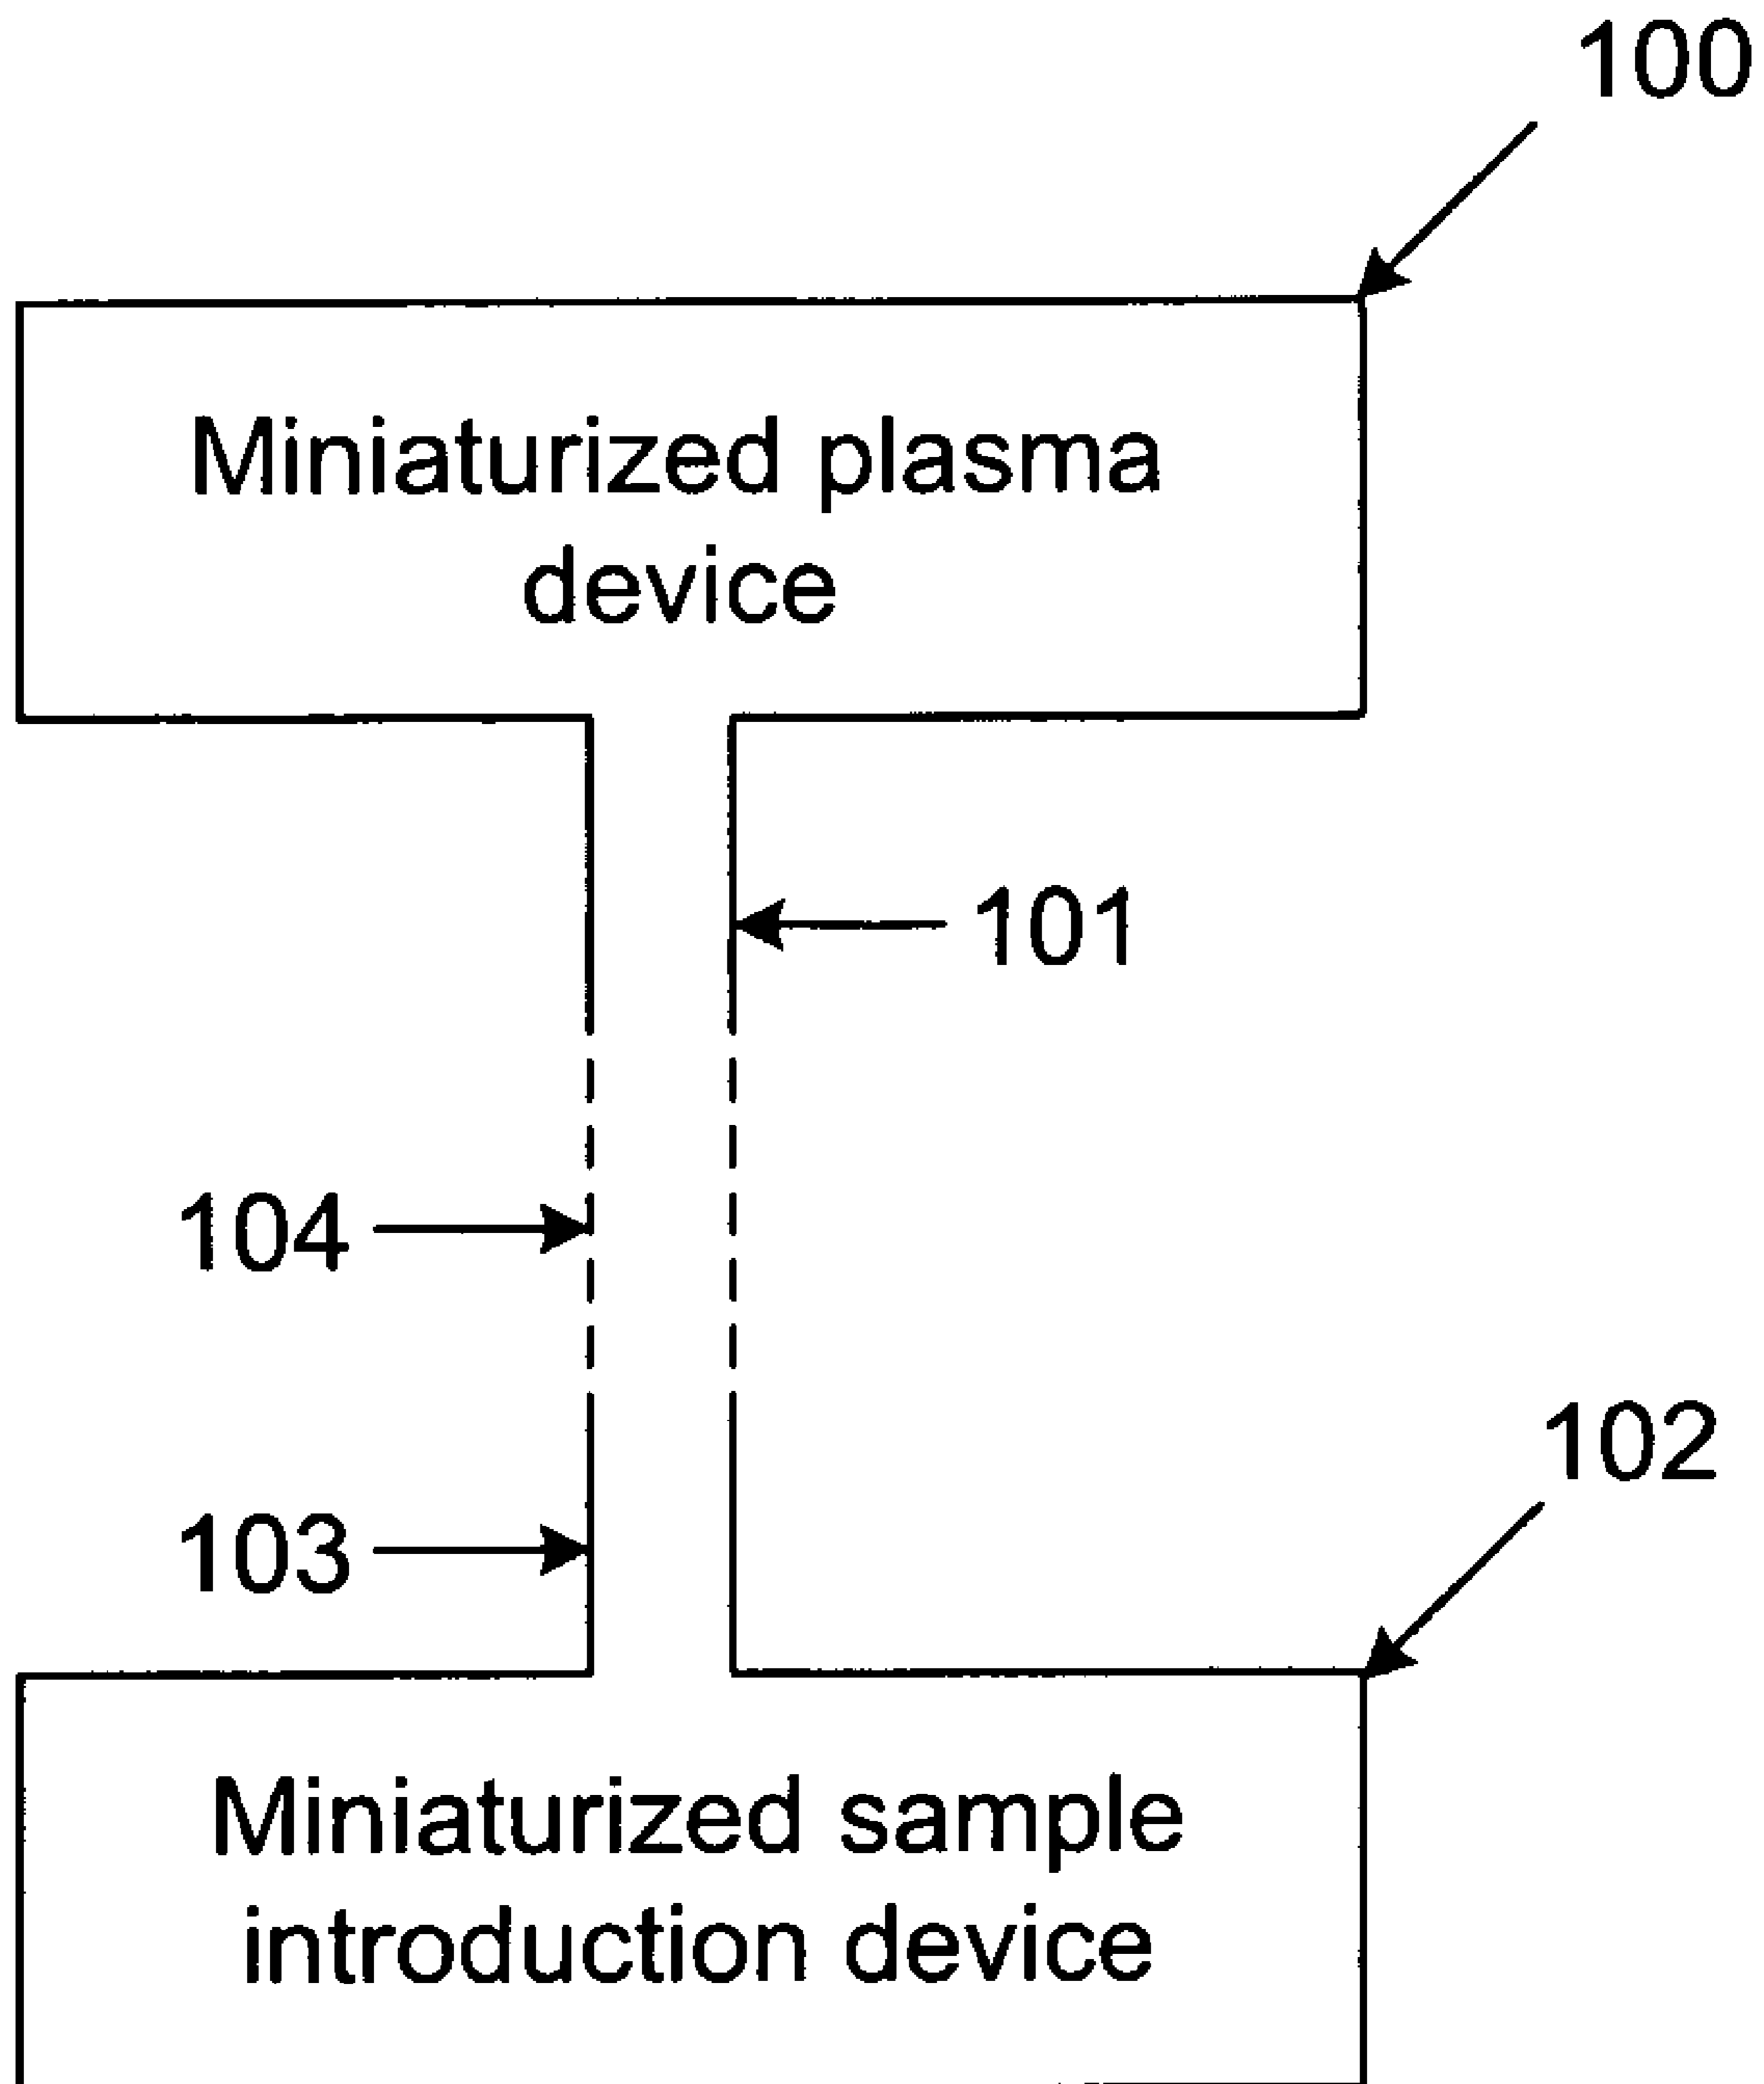 100
Miniaturized plasma
device
101
104
102
103
Miniaturized sample
introduction device